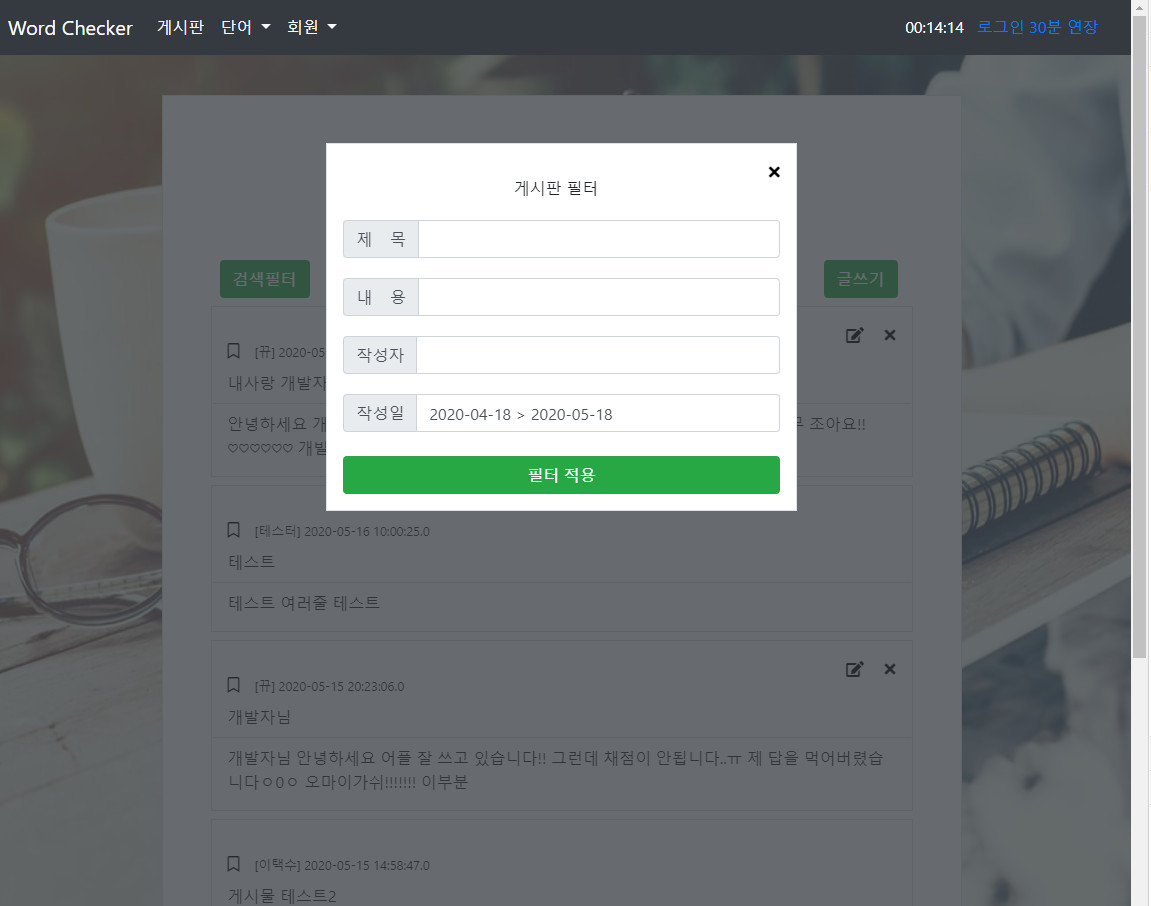 Word Checker 게시판 단어 회원 00:14:14 로그인 30분 연장
게시판 필터
제 목
내 용
작성자
작성일 2020-04-18 > 2020-05-18
필터 적용
검색필터 글쓰기
[뀨] 2020-05
내사랑 개발자
안녕하세요 개
조아요!!
♡♡♡♡♡♡ 개발
[테스터] 2020-05-16 10:00:25.0
테스트
테스트 여러줄 테스트
[뀨] 2020-05-15 20:23:06.0
개발자님
개발자님 안녕하세요 어플 잘 쓰고 있습니다!! 그런데 채점이 안됩니다..ㅠ 제 답을 먹어버렸습
니다ㅇ0ㅇ 오마이가쉬!!!!!!! 이부분
[이택수] 2020-05-15 14:58:47.0
게시물 테스트2